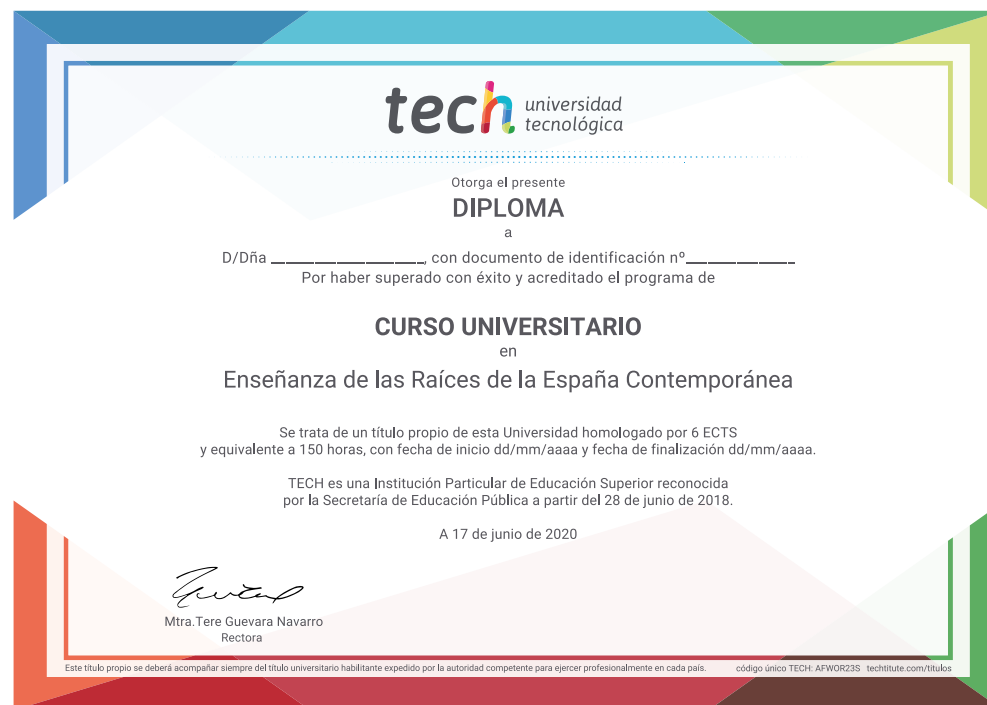 tech universidad
tecnológica
Otorga el presente
DIPLOMA
a
D/Dña ____________________, con documento de identificación nº______________
Por haber superado con éxito y acreditado el programa de
CURSO UNIVERSITARIO
en
Enseñanza de las Raíces de la España Contemporánea
Se trata de un título propio de esta Universidad homologado por 6 ECTS
y equivalente a 150 horas, con fecha de inicio dd/mm/aaaa y fecha de finalización dd/mm/aaaa.
TECH es una Institución Particular de Educación Superior reconocida
por la Secretaría de Educación Pública a partir del 28 de junio de 2018.
A 17 de junio de 2020
Mtra.Tere Guevara Navarro
Rectora
Este título propio se deberá acompañar siempre del título universitario habilitante expedido por la autoridad competente para ejercer profesionalmente en cada país. código único TECH: AFWOR23S techtitute.com/titulos